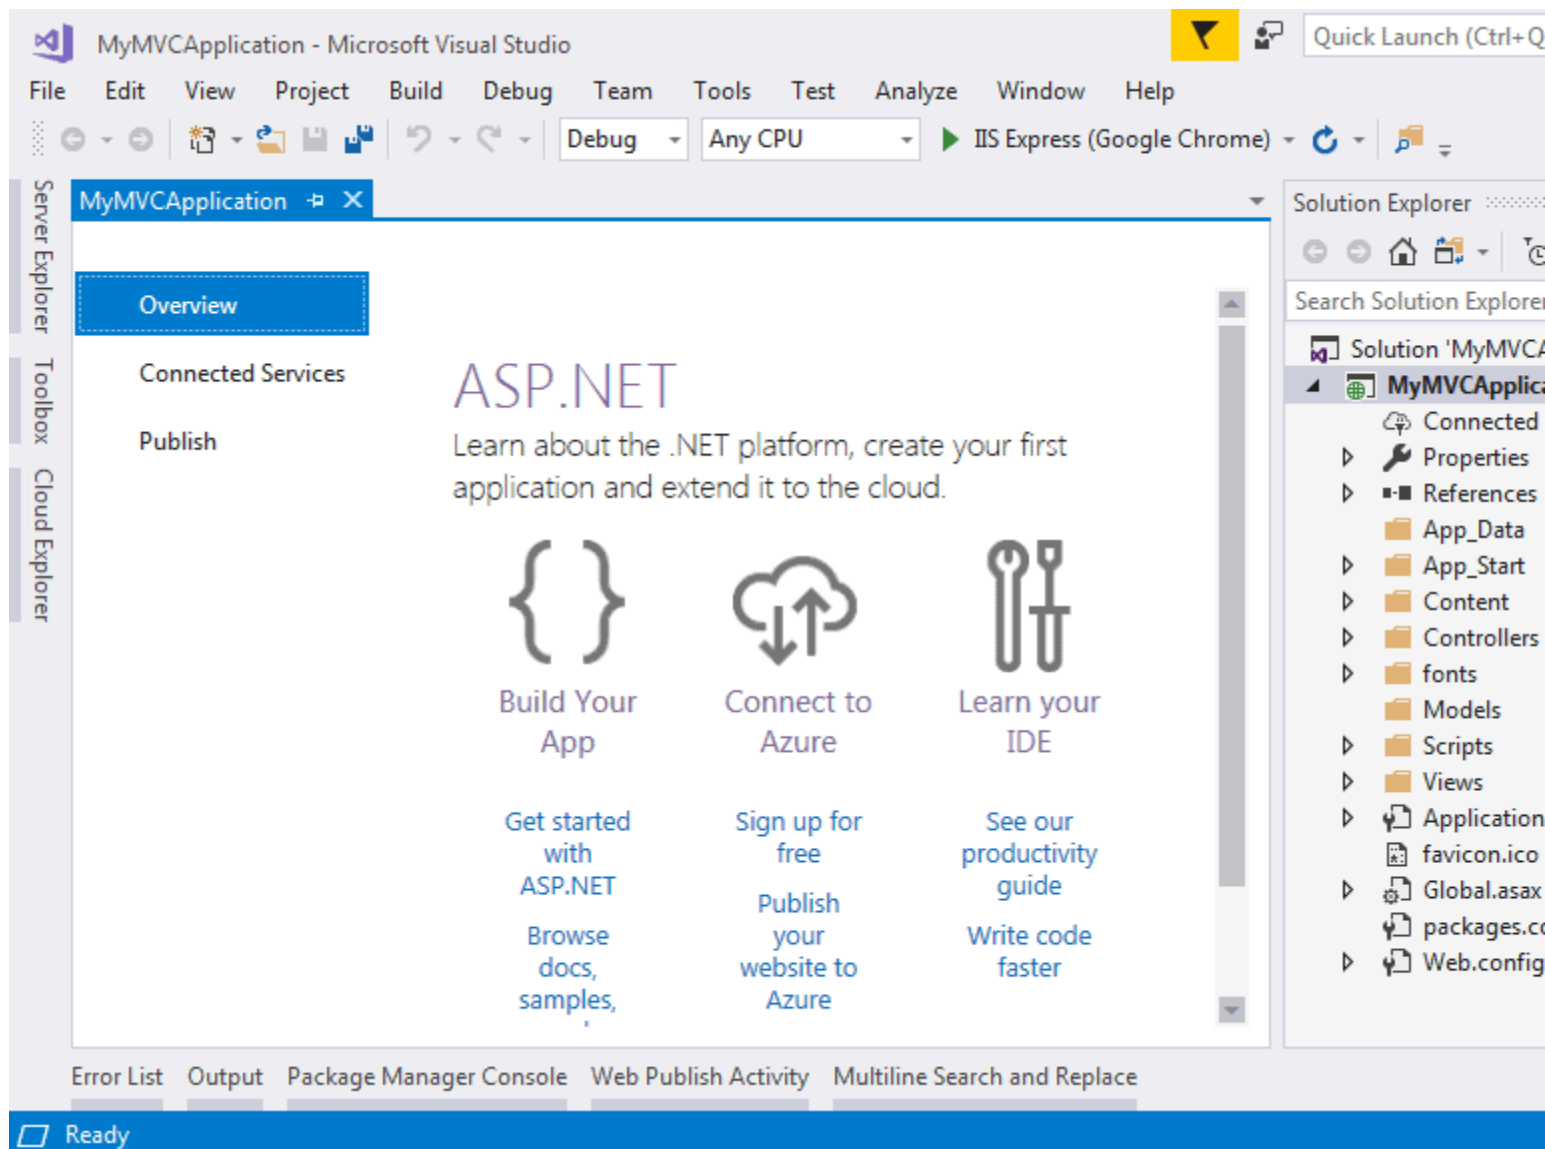 MyMVCApplication - Microsoft Visual Studio
Quick Launch (Ctrl+Q
File Edit View Project Build Debug Team Tools Test Analyze Window Help
Debug Any CPU IIS Express (Google Chrome)
Server Explorer
Toolbox
Cloud Explorer
MyMVCApplication
Overview
Connected Services
Publish
ASP.NET
Learn about the .NET platform, create your first
application and extend it to the cloud.
Build Your
App
Get started
with
ASP.NET
Browse
docs,
samples,
Connect to
Azure
Sign up for
free
Publish
your
website to
Azure
Learn your
IDE
See our
productivity
guide
Write code
faster
Solution Explorer
Search Solution Explorer
Solution 'MyMVCA
MyMVCApplica
Connected
Properties
References
App_Data
App_Start
Content
Controllers
fonts
Models
Scripts
Views
Application
favicon.ico
Global.asax
packages.co
Web.config
Error List Output Package Manager Console Web Publish Activity Multiline Search and Replace
Ready